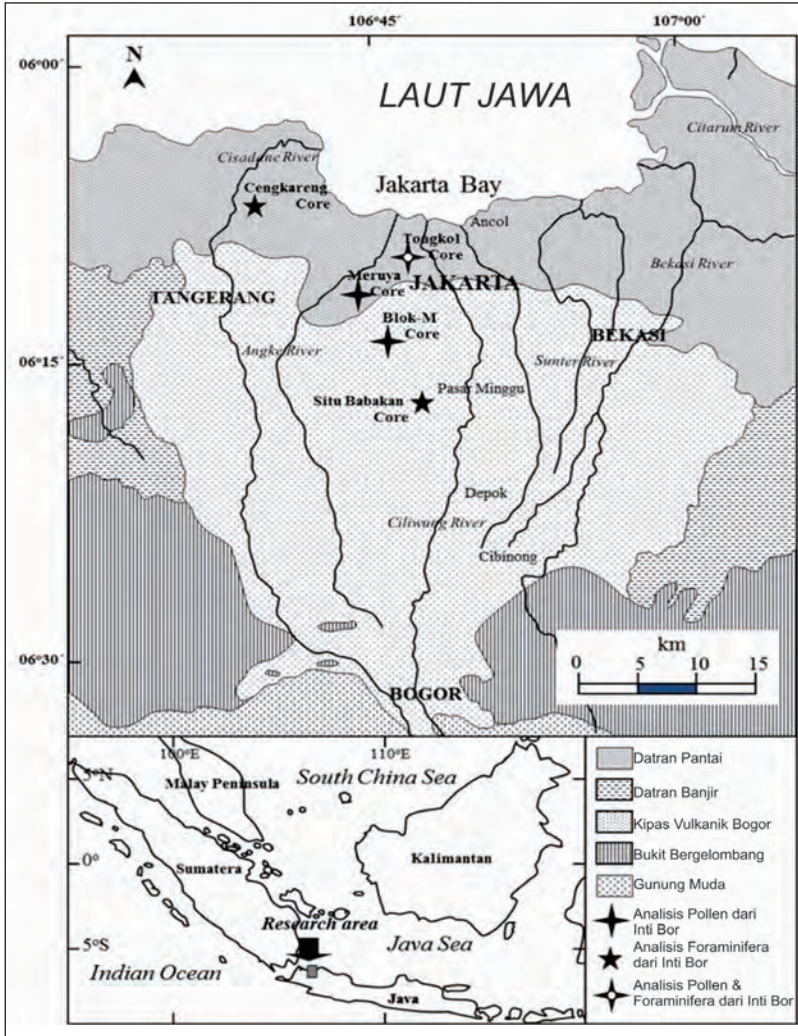 106°45´
107°00´
06°00´
N
LAUT JAWA
Citarum River
Cisadane River
Cengkareng
Core
Jakarta Bay
Ancol
Tongkol
Core
Bekasi River
Meruya
Core
JAKARTA
TANGERANG
Blok-M
Core
BEKASI
Angke River
Sunter River
06°15´
Situ Babakan
Core
Pasar Minggu
Depok
Ciliwung River
Cibinong
km
0 5 10 15
06°30´
BOGOR
100°E
110°E
5°N
Malay Peninsula
South China Sea
0°
Sumatera
Kalimantan
Research area
5°S
Java Sea
Indian Ocean
Java
Datran Pantai
Datran Banjir
Kipas Vulkanik Bogor
Bukit Bergelombang
Gunung Muda
Analisis Pollen dari
Inti Bor
Analisis Foraminifera
dari Inti Bor
Analisis Pollen &
Foraminifera dari Inti Bor